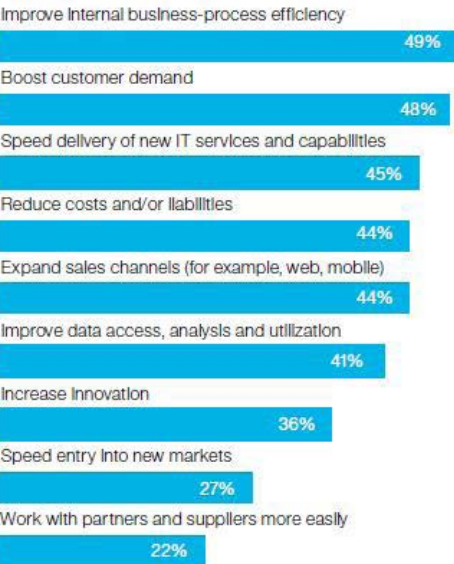 Improve internal business-process efficiency
49%
Boost customer demand
48%
Speed delivery of new IT services and capabilities
45%
Reduce costs and/or liabilities
44%
Expand sales channels (for example, web, mobile)
44%
Improve data access, analysis and utilization
41%
Increase innovation
36%
Speed entry into new markets
27%
Work with partners and suppliers more easily
22%